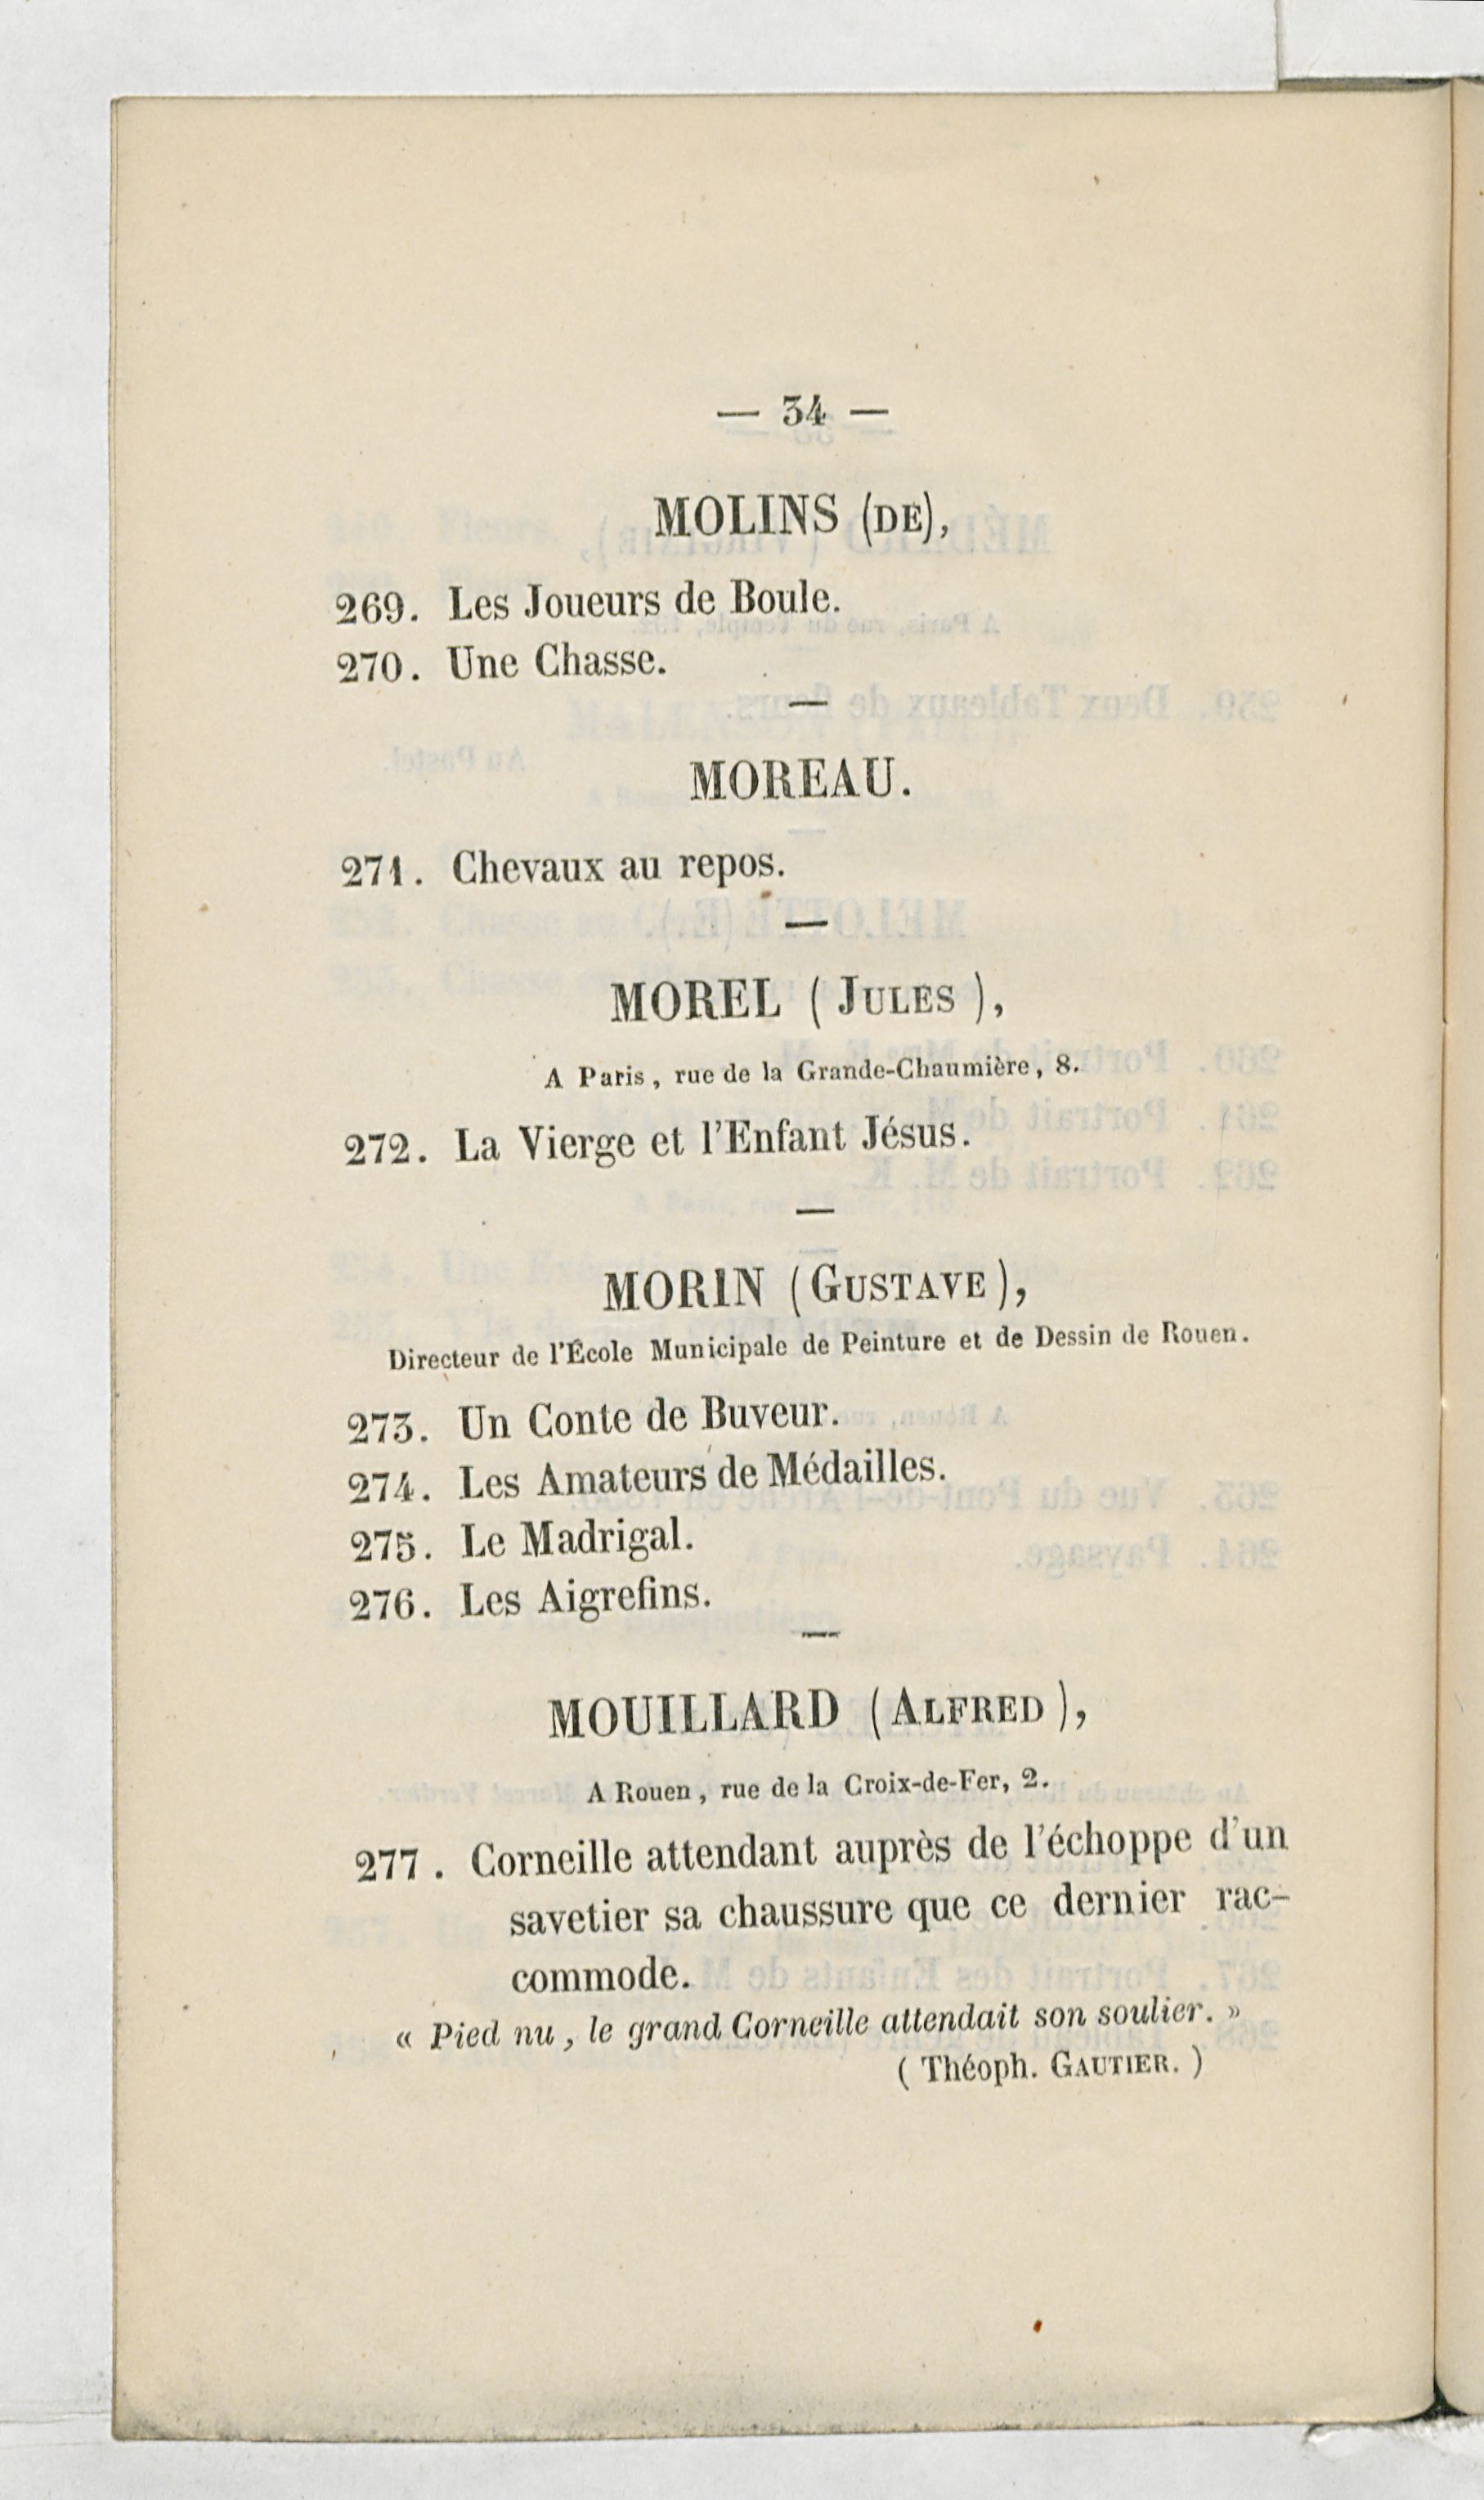 — 34 —
MOLINS (DE),
269. Les Joueurs de Boule.
270. Une Chasse.
—
MOREAU.
271. Chevaux au repos.
—
MOREL (JULES),
A Paris, rue de la Grande-Chaumière, 8.
272. La Vierge et l'Enfant Jésus.
—
MORIN (GUSTAVE),
Directeur de l'École Municipale de Peinture et de Dessin de Rouen.
273. Un Conte de Buveur.
274. Les Amateurs de Médailles.
275. Le Madrigal.
276. Les Aigrefins.
—
MOUILLARD (ALFRED),
A Rouen, rue de la Croix-de-Fer, 2.
277. Corneille attendant auprès de l'échoppe d'un
savetier sa chaussure que ce dernier rac-
commode.
« Pied nu, le grand Corneille attendait son soulier. »
(Théoph. GAUTIER.)